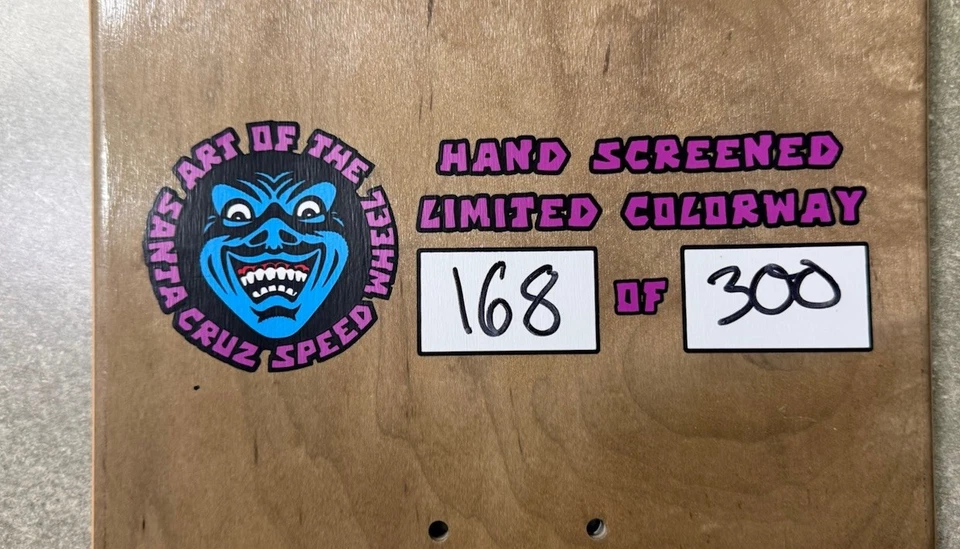 ART OF THE
SANTA CRUZ SPEED WHEEL
HAND SCREENED
LIMITED COLORWAY
168 OF 300